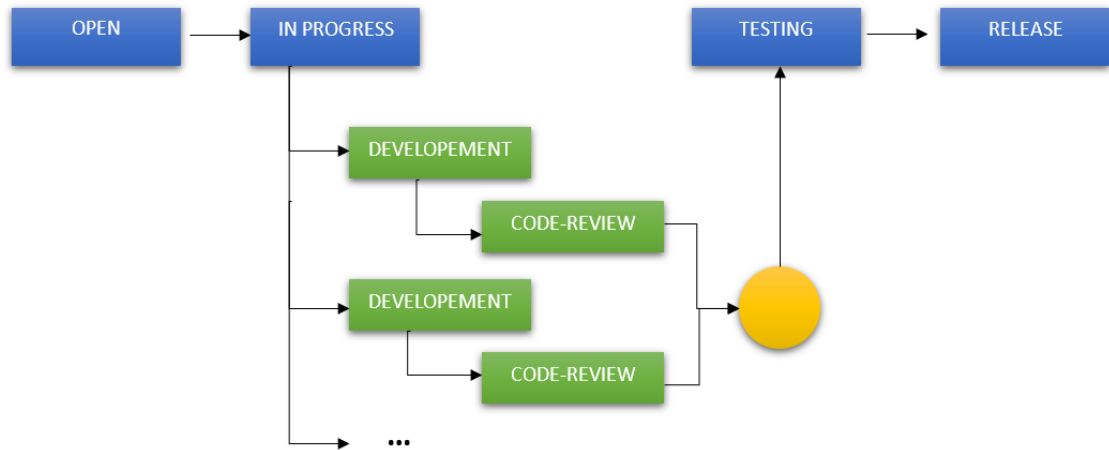 OPEN
IN PROGRESS
TESTING
RELEASE
DEVELOPEMENT
CODE-REVIEW
DEVELOPEMENT
CODE-REVIEW
...